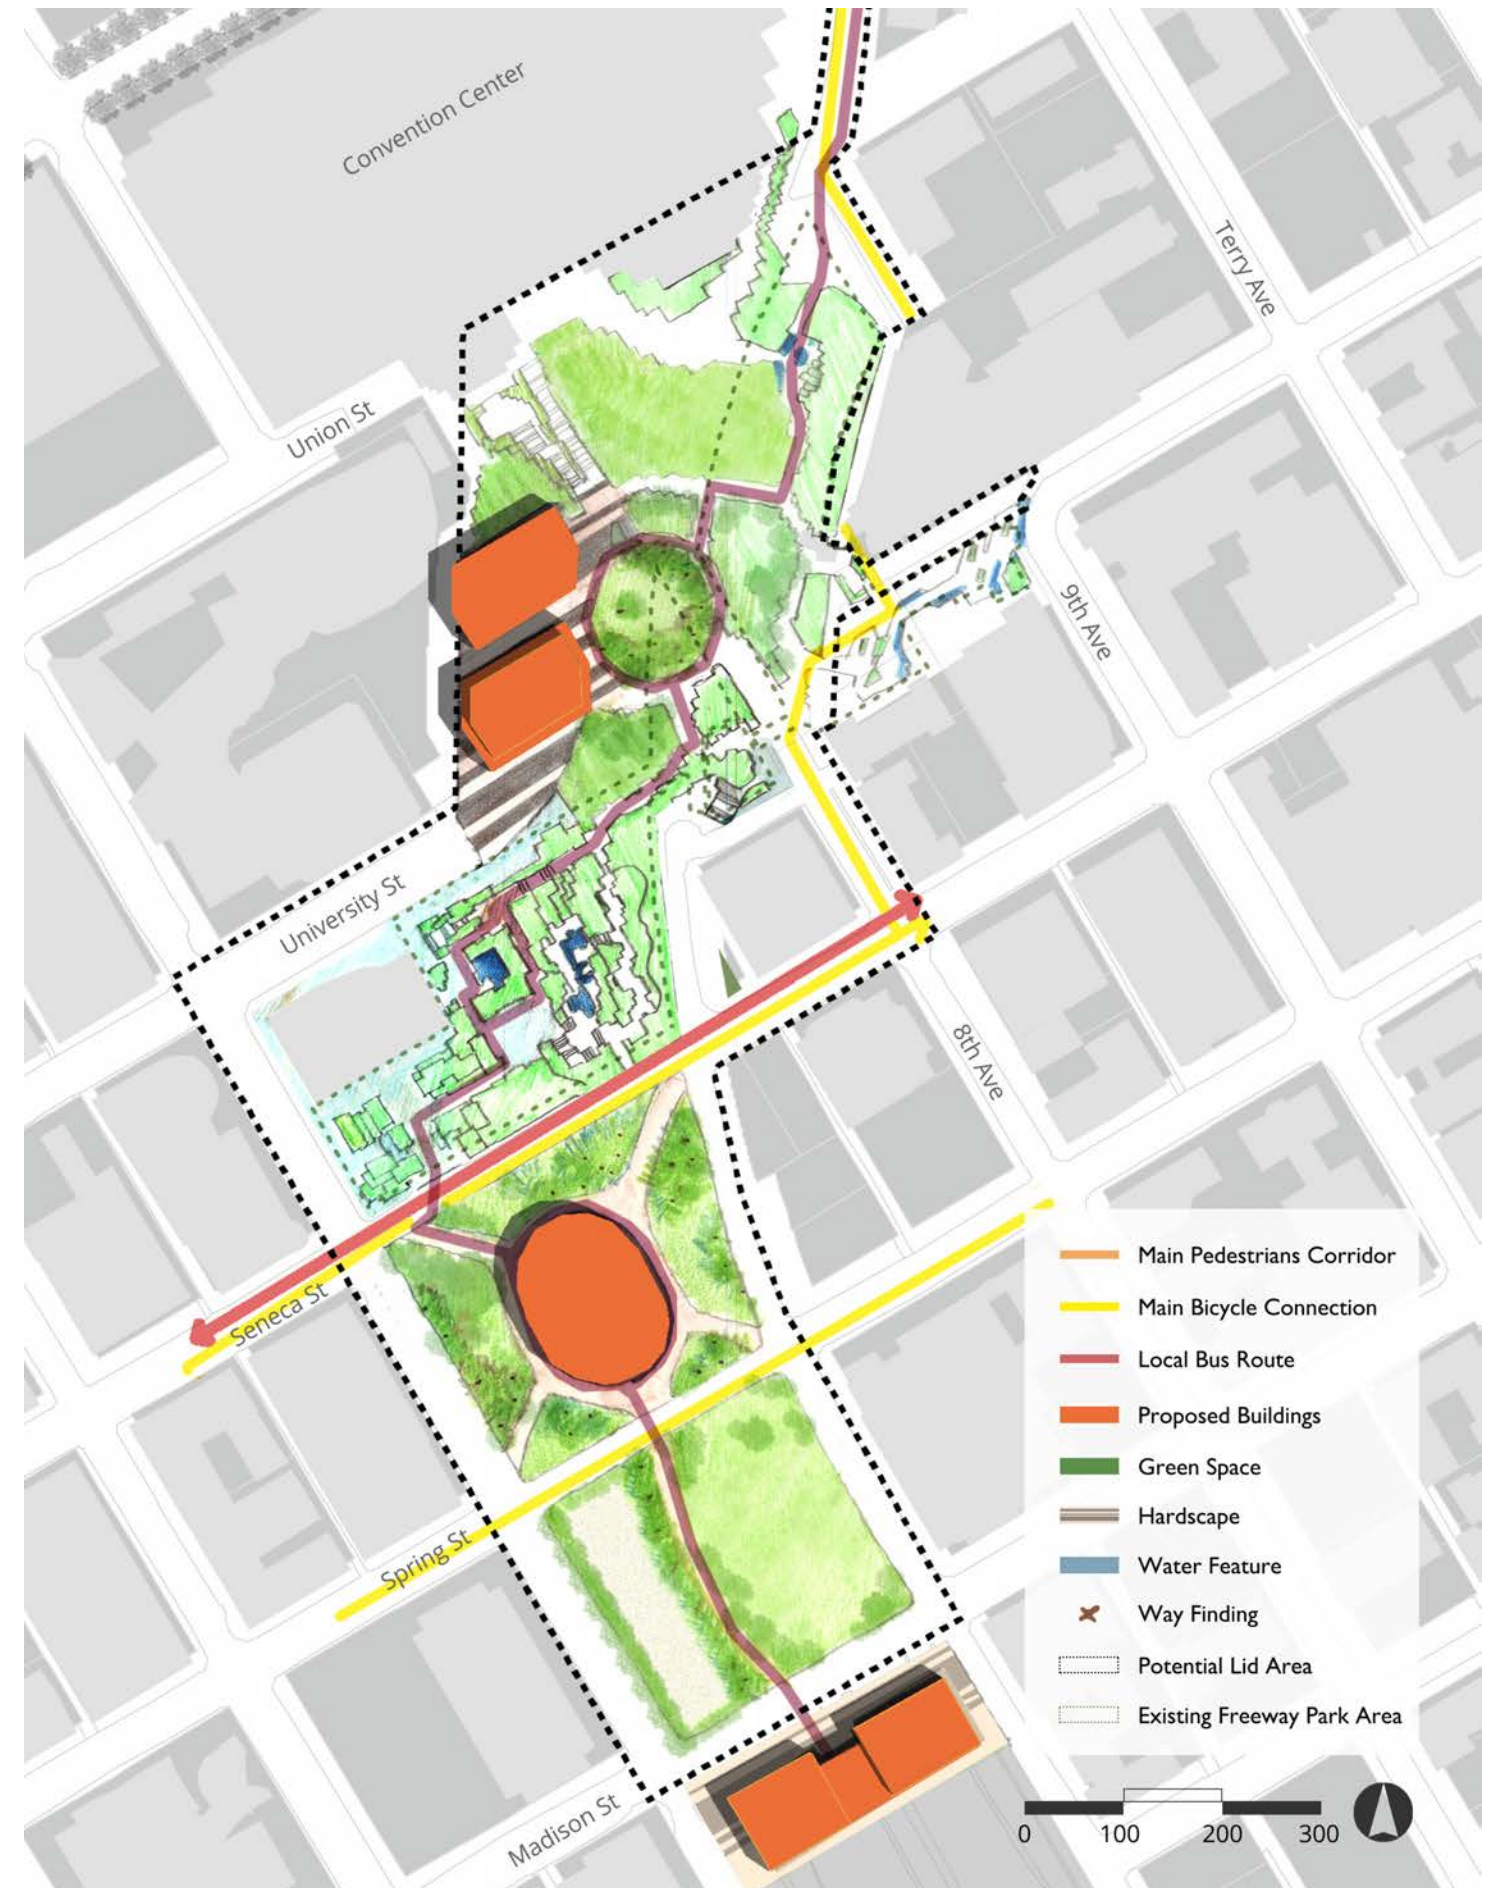 Convention Center
Terry Ave
Union St
9th Ave
University St
8th Ave
Seneca St
Spring St
Madison St
Main Pedestrians Corridor
Main Bicycle Connection
Local Bus Route
Proposed Buildings
Green Space
Hardscape
Water Feature
Way Finding
Potential Lid Area
Existing Freeway Park Area
0 100 200 300